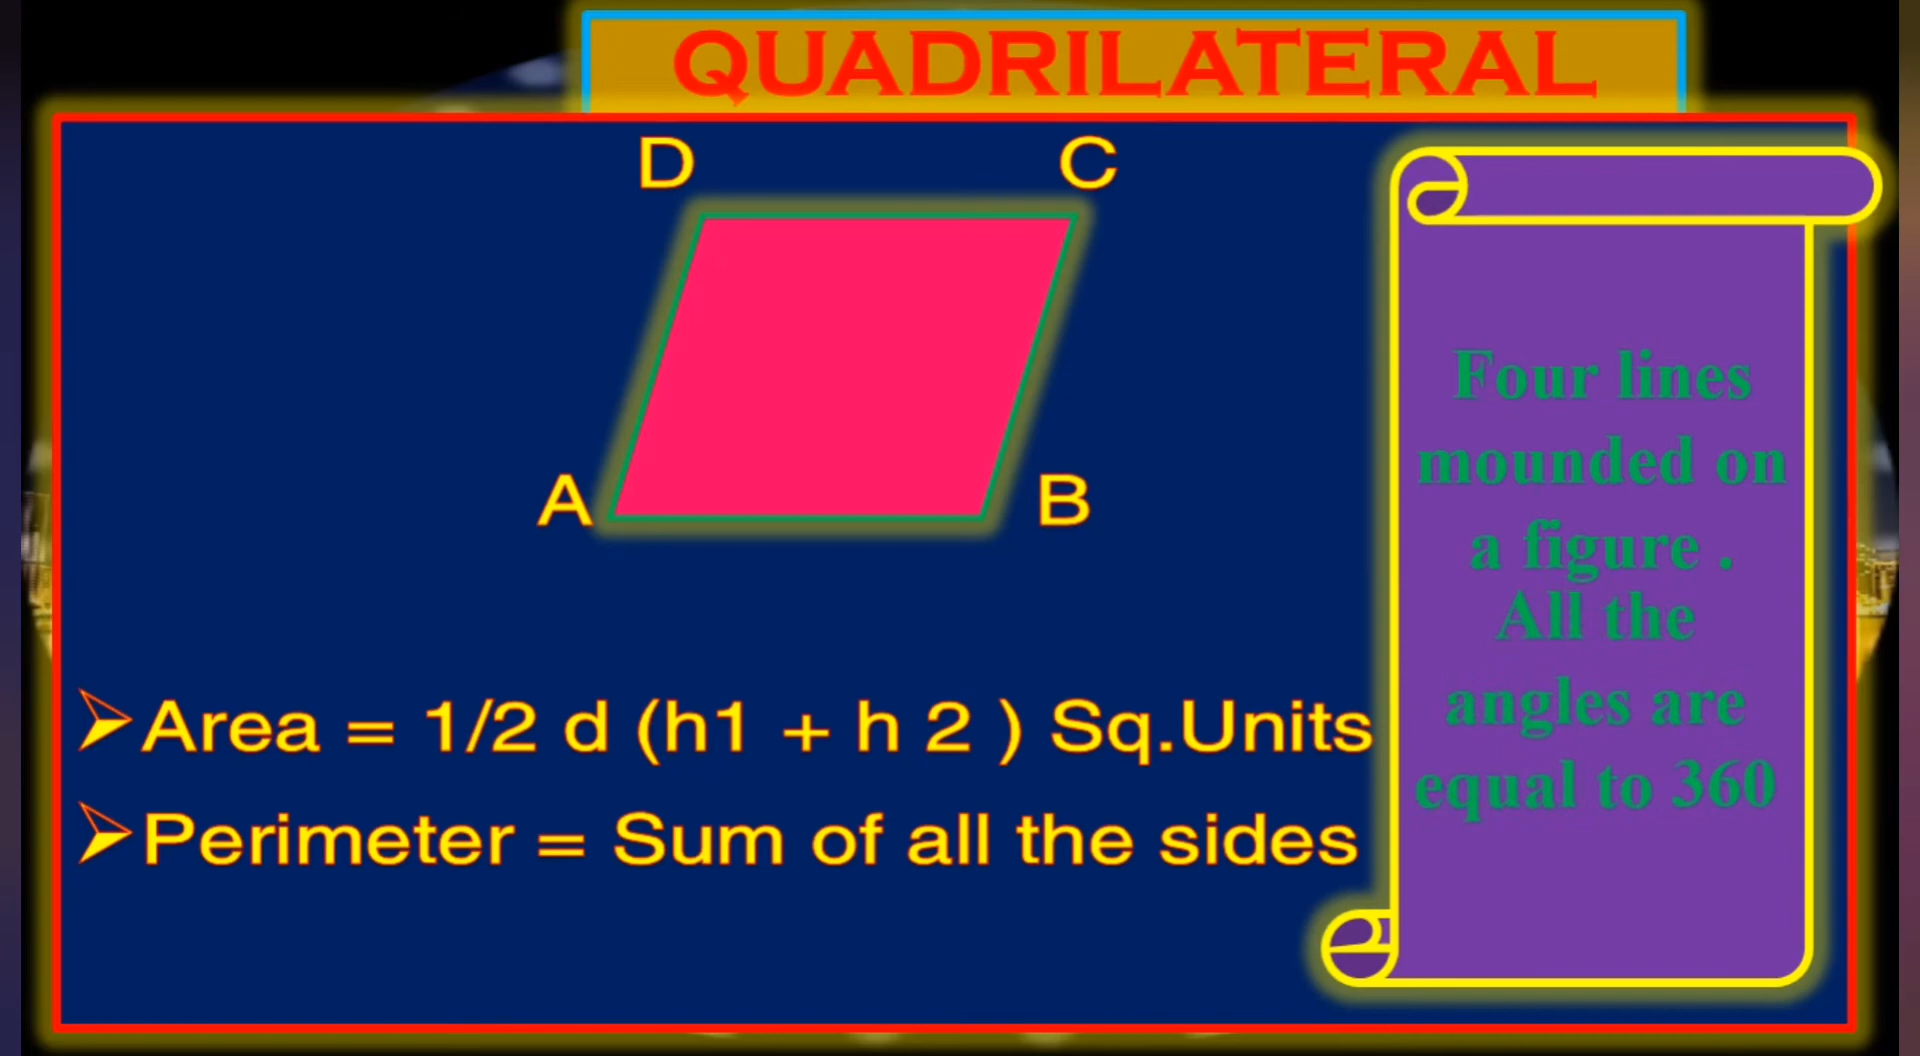 QUADRILATERAL
D C
A B
Four lines
mounded on
a figure .
All the
angles are
equal to 360
➢Area = 1/2 d (h1 + h 2 ) Sq.Units
➢Perimeter = Sum of all the sides